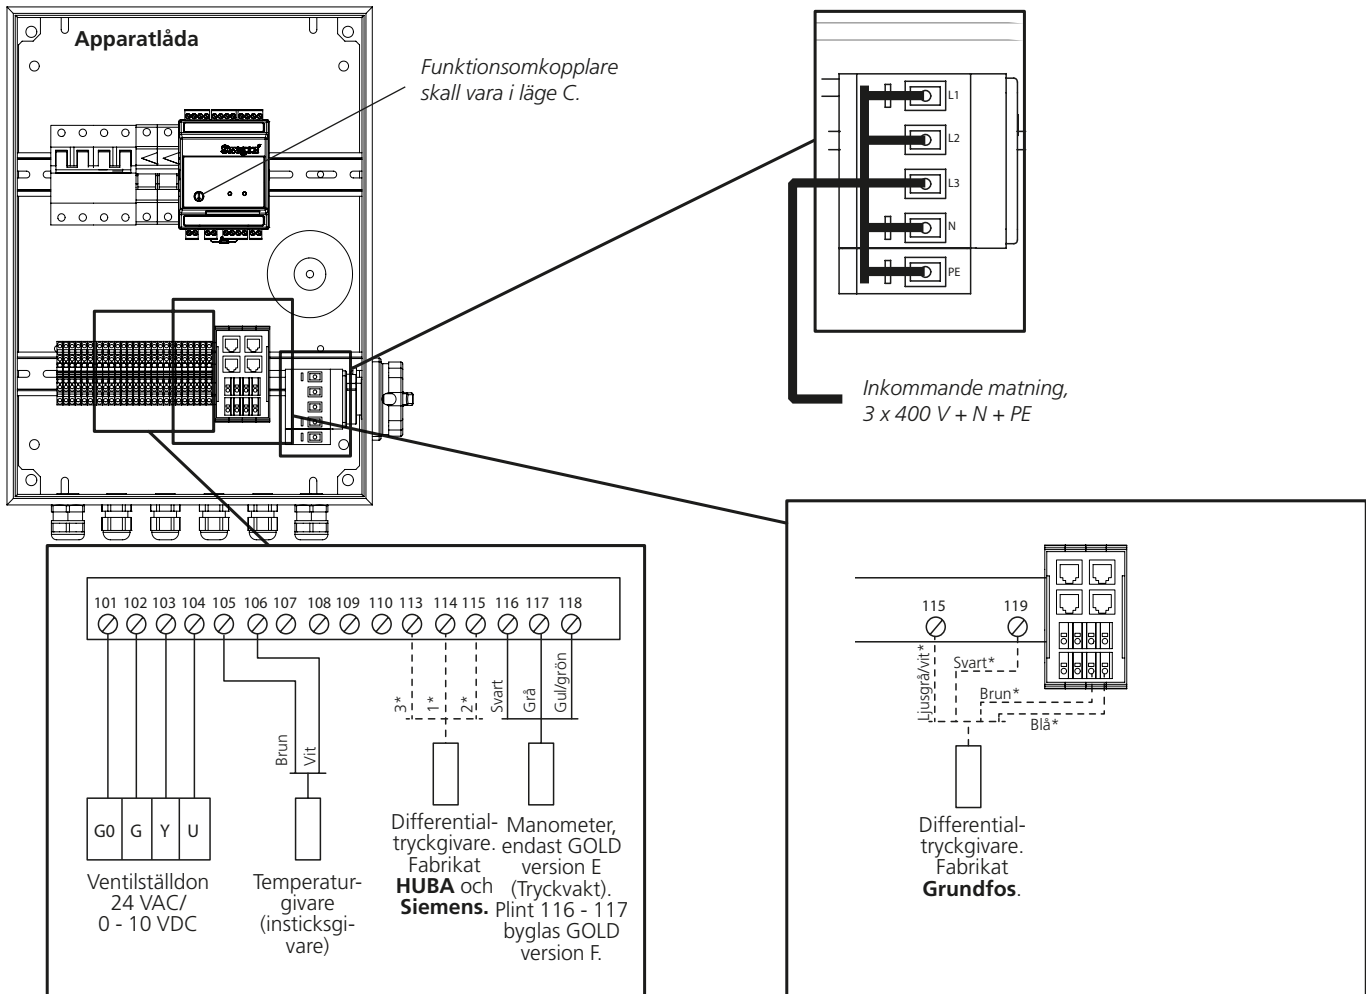 Apparatlåda
Funktionsomkopplare
skall vara i läge C.
Swegon
L1
L2
L3
N
PE
Inkommande matning,
3 x 400 V + N + PE
101 102 103 104 105 106 107 108 109 110 113 114 115 116 117 118
3*
1*
2*
Svart
Grå
Gul/grön
Brun
Vit
G0 G Y U
Ventilställdon
24 VAC/
0 - 10 VDC
Temperatur-
givare
(insticksgi-
vare)
Differential-
tryckgivare.
Fabrikat
HUBA och
Siemens.
Manometer,
endast GOLD
version E
(Tryckvakt).
Plint 116 - 117
byglas GOLD
version F.
115 119
Ljusgrå/vit*
Svart*
Brun*
Blå*
Differential-
tryckgivare.
Fabrikat
Grundfos.